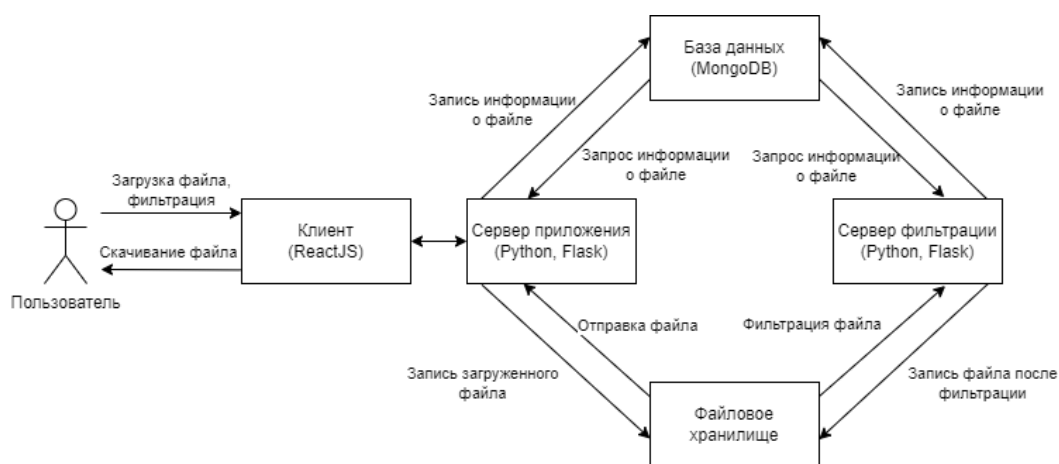 База данных
(MongoDB)
Запись информации
о файле
Запись информации
о файле
Запрос информации
о файле
Запрос информации
о файле
Загрузка файла,
фильтрация
Клиент
(ReactJS)
Сервер приложения
(Python, Flask)
Сервер фильтрации
(Python, Flask)
Скачивание файла
Пользователь
Отправка файла
Фильтрация файла
Запись загруженного
файла
Запись файла после
фильтрации
Файловое
хранилище